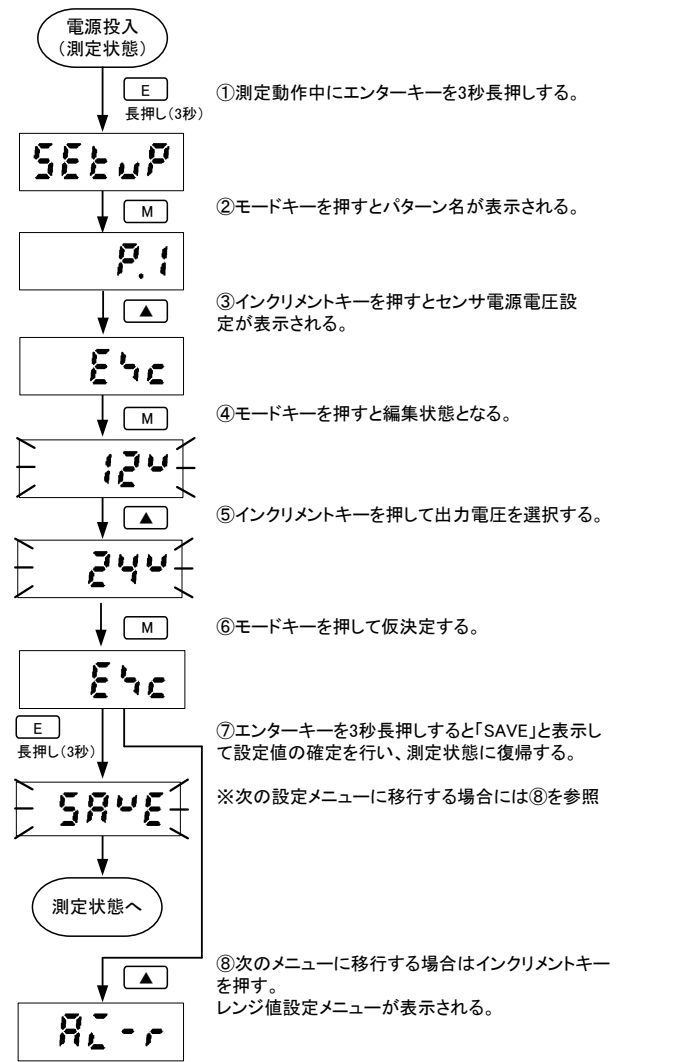 電源投入
（測定状態）
E
長押し(3秒)
①測定動作中にエンターキーを3秒長押しする。
SEtuP
M
②モードキーを押すとパターン名が表示される。
P.1
▲
③インクリメントキーを押すとセンサ電源電圧設
定が表示される。
M
④モードキーを押すと編集状態となる。
12v
▲
⑤インクリメントキーを押して出力電圧を選択する。
24v
M
⑥モードキーを押して仮決定する。
E
長押し(3秒)
⑦エンターキーを3秒長押しすると「SAVE」と表示し
て設定値の確定を行い、測定状態に復帰する。
※次の設定メニューに移行する場合には⑧を参照
SAvE
測定状態へ
▲
⑧次のメニューに移行する場合はインクリメントキー
を押す。
レンジ値設定メニューが表示される。